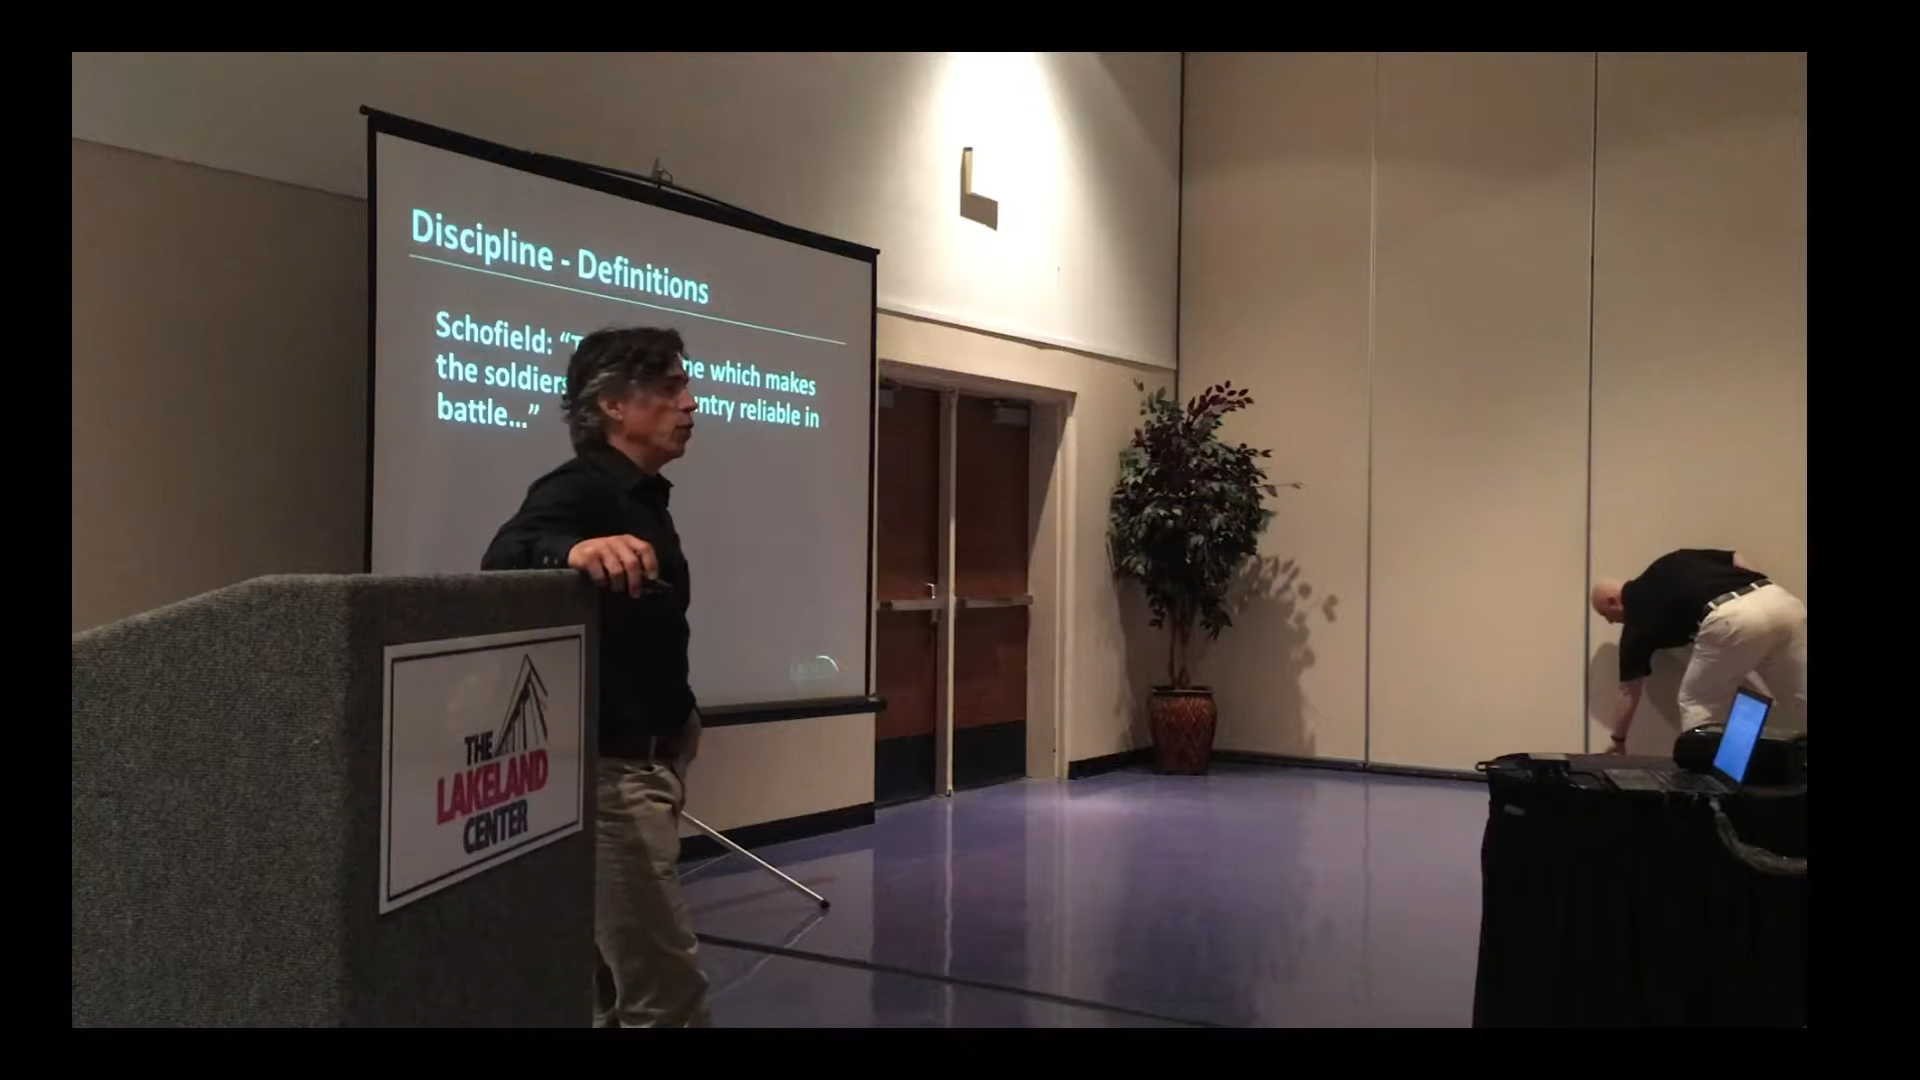 Discipline - Definitions
Schofield: “T ne which makes
the soldiers ntry reliable in
battle...”
THE
LAKELAND
CENTER